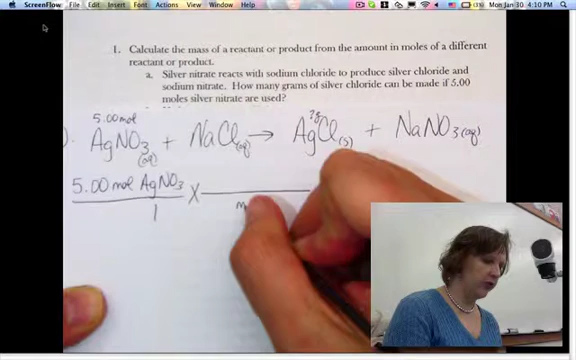 ScreenFlow File Edit Insert Font Actions View Window Help (3%) Mon Jan 30 4:10 PM
1. Calculate the mass of a reactant or product from the amount in moles of a different
reactant or product.
a. Silver nitrate reacts with sodium chloride to produce silver chloride and
sodium nitrate. How many grams of silver chloride can be made if 5.00
moles silver nitrate are used?
5.00 mol ?g
AgNO3 (aq) + NaCl(aq) → AgCl(s) + NaNO3(aq)
5.00 mol AgNO3 X
1 m